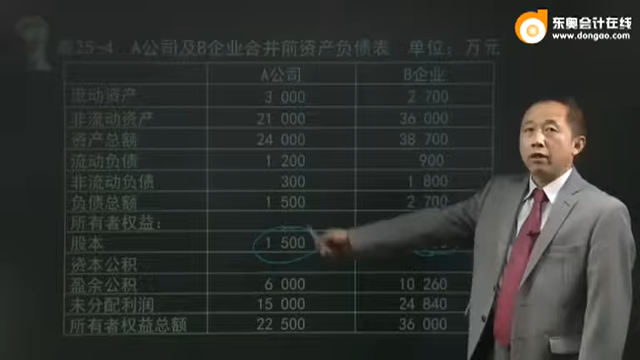 东奥会计在线
www.dongao.com
表25-4 A公司及B企业合并前资产负债表 单位：万元
A公司 B企业
流动资产 3 000 2 700
非流动资产 21 000 36 000
资产总额 24 000 38 700
流动负债 1 200 900
非流动负债 300 1 800
负债总额 1 500 2 700
所有者权益：
股本 1 500
资本公积
盈余公积 6 000 10 260
未分配利润 15 000 24 840
所有者权益总额 22 500 36 000